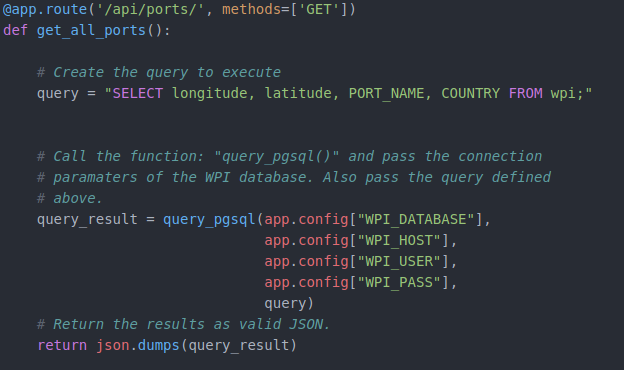 @app.route('/api/ports/', methods=['GET'])
def get_all_ports():
# Create the query to execute
query = "SELECT longitude, latitude, PORT_NAME, COUNTRY FROM wpi;"
# Call the function: "query_pgsql()" and pass the connection
# paramaters of the WPI database. Also pass the query defined
# above.
query_result = query_pgsql(app.config["WPI_DATABASE"],
app.config["WPI_HOST"],
app.config["WPI_USER"],
app.config["WPI_PASS"],
query)
# Return the results as valid JSON.
return json.dumps(query_result)